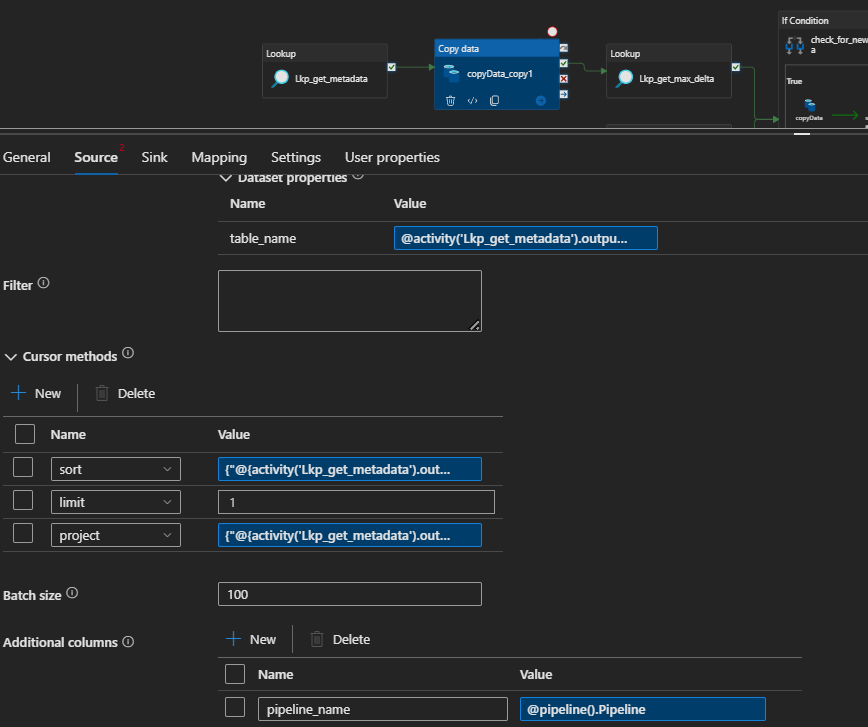 If Condition
Lookup
Lkp_get_metadata
Copy data
copyData_copy1
Lookup
Lkp_get_max_delta
check_for_new
a
True
copyData
General
Source 2
Sink
Mapping
Settings
User properties
Dataset properties
Name Value
table_name @activity('Lkp_get_metadata').outpu...
Filter
Cursor methods
New Delete
Name Value
sort {"@{activity('Lkp_get_metadata').out...
limit 1
project {"@{activity('Lkp_get_metadata').out...
Batch size 100
Additional columns New Delete
Name Value
pipeline_name @pipeline().Pipeline